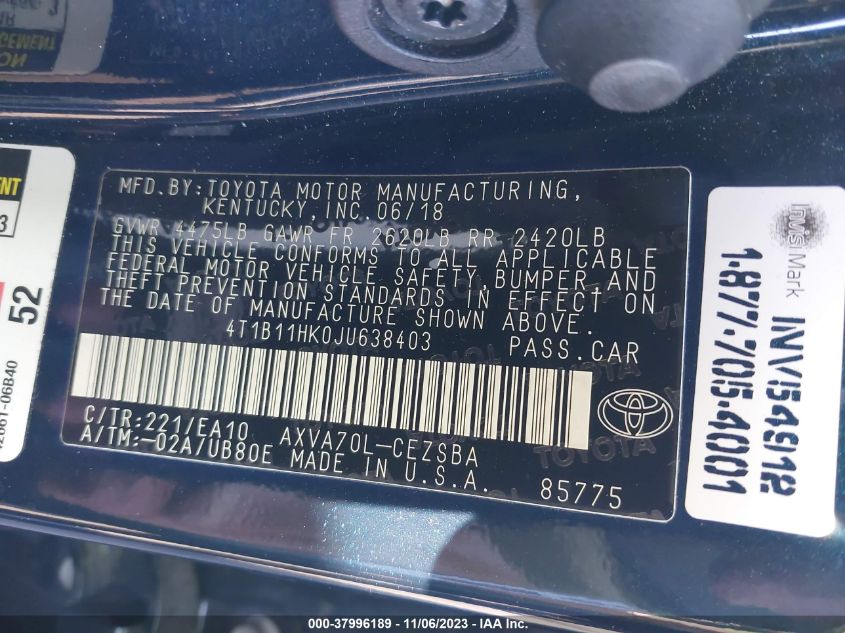 MFD. BY: TOYOTA MOTOR MANUFACTURING,
KENTUCKY, INC. 06/18
GVWR 4475LB GAWR FR 2620LB RR 2420LB
THIS VEHICLE CONFORMS TO ALL APPLICABLE
FEDERAL MOTOR VEHICLE SAFETY, BUMPER, AND
THEFT PREVENTION STANDARDS IN EFFECT ON
THE DATE OF MANUFACTURE SHOWN ABOVE.
4T1B11HK0JU638403 PASS. CAR
C/TR: 221/EA10 AXVA70L-CEZSBA
A/TM: -02A/UB80E MADE IN U.S.A. 85775
TOYOTA
InvisMark
INV154912
1-877-705-4001
52
000-37996189 - 11/06/2023 - IAA Inc.